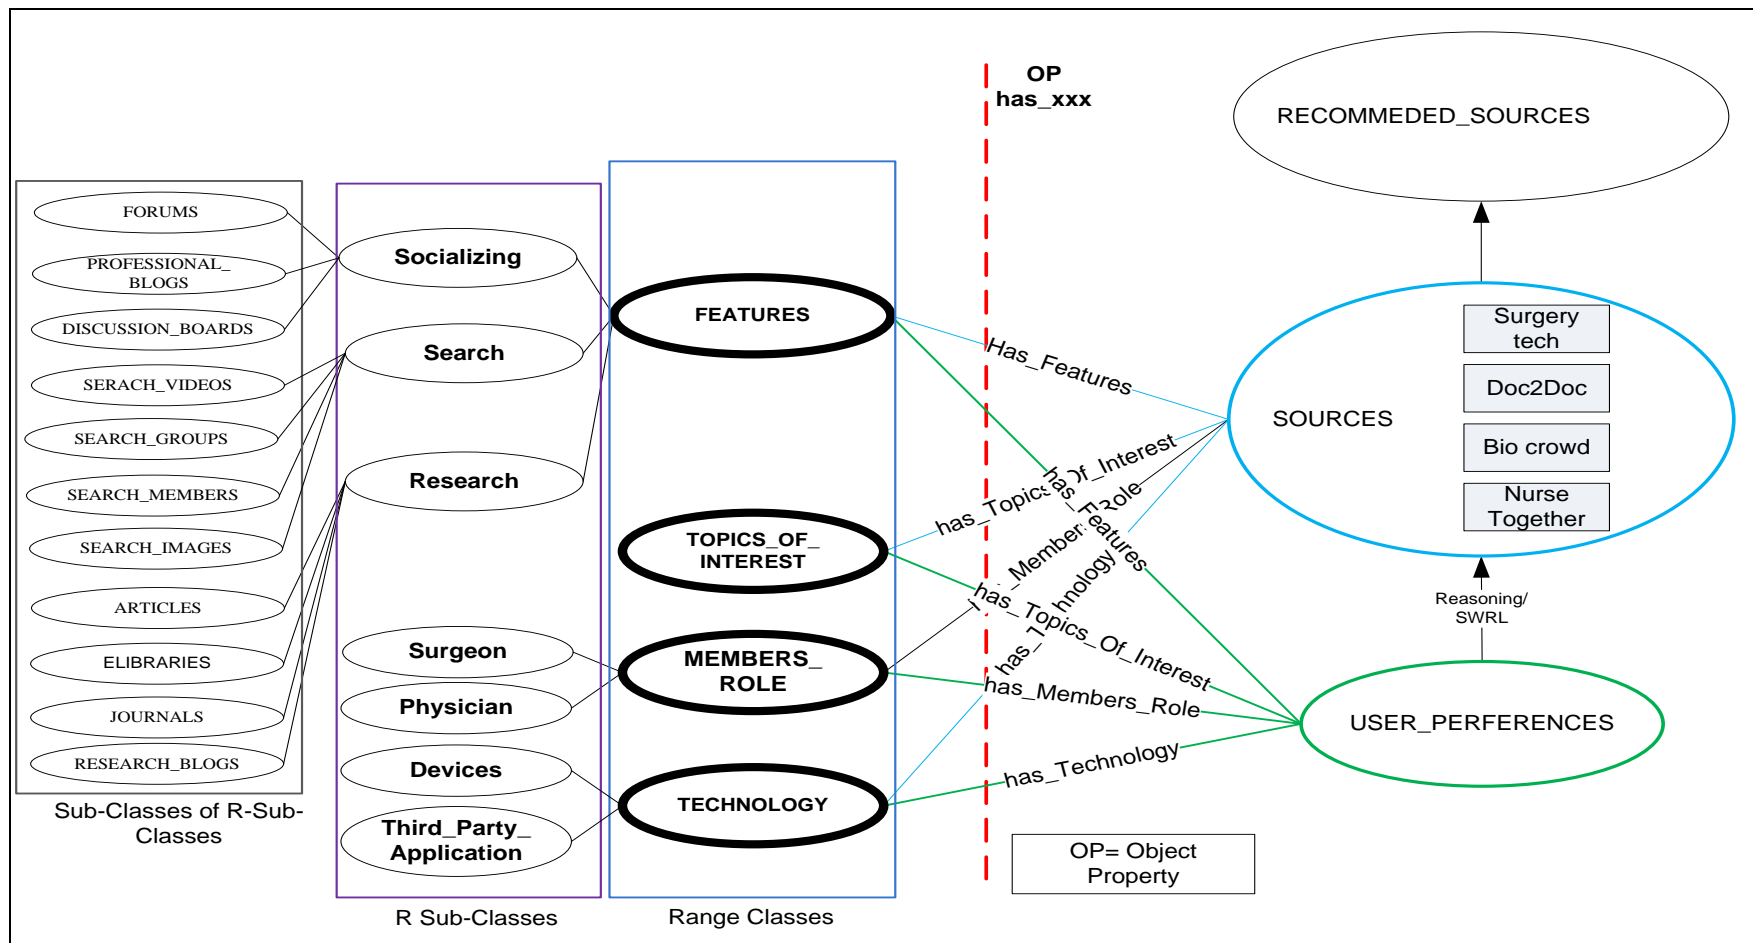 FORUMS
PROFESSIONAL_
BLOGS
DISCUSSION_BOARDS
SERACH_VIDEOS
SEARCH_GROUPS
SEARCH_MEMBERS
SEARCH_IMAGES
ARTICLES
ELIBRARIES
JOURNALS
RESEARCH_BLOGS
Sub-Classes of R-Sub-
Classes
Socializing
Search
Research
Surgeon
Physician
Devices
Third_Party_
Application
R Sub-Classes
FEATURES
TOPICS_OF_
INTEREST
MEMBERS_
ROLE
TECHNOLOGY
Range Classes
OP
has_xxx
Has_Features
has_Topics_Of_Interest
has_Features
has_Topics_Of_Interest
has_Members_Role
has_Technology
OP= Object
Property
RECOMMEDED_SOURCES
SOURCES
Surgery
tech
Doc2Doc
Bio crowd
Nurse
Together
Reasoning/
SWRL
USER_PERFERENCES